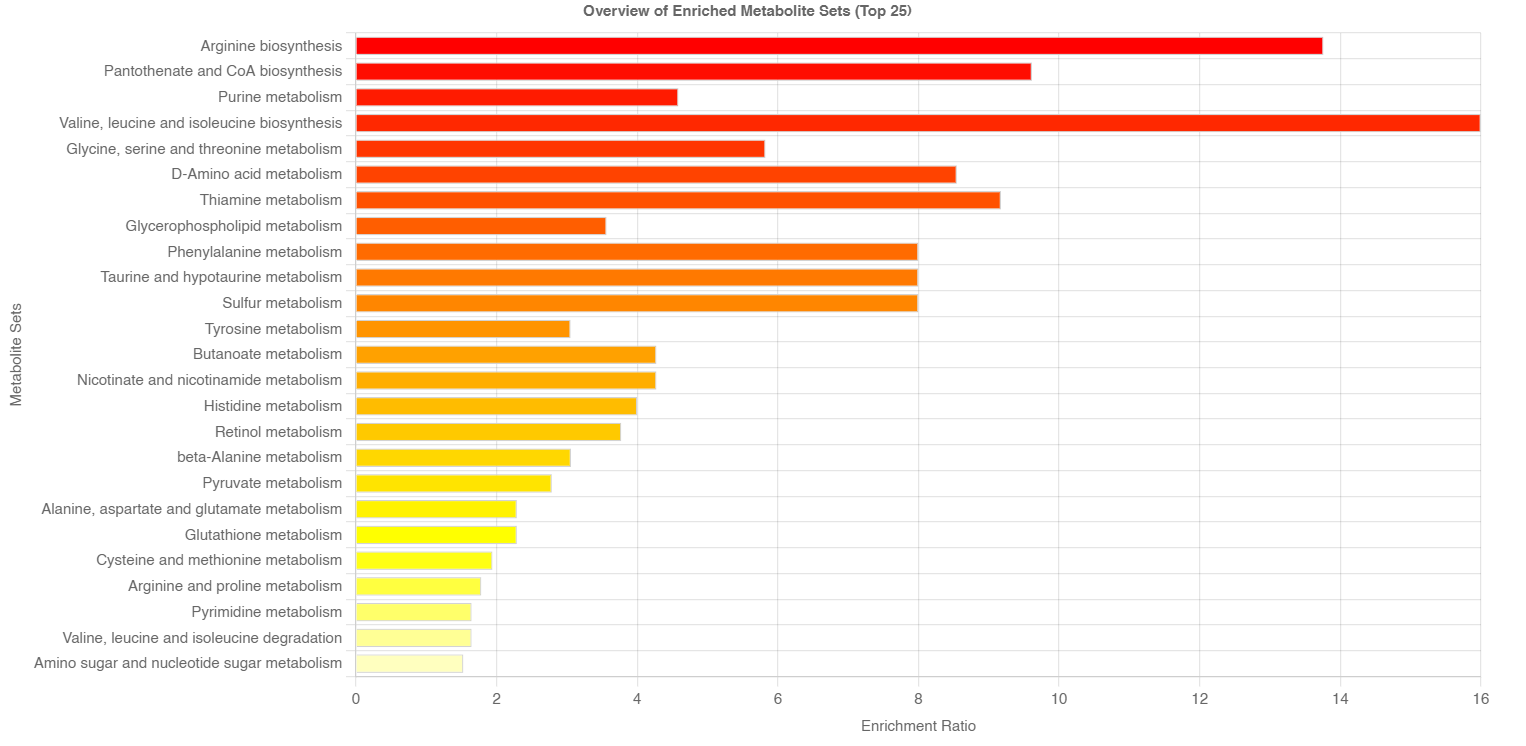 Overview of Enriched Metabolite Sets (Top 25)
Metabolite Sets
Arginine biosynthesis
Pantothenate and CoA biosynthesis
Purine metabolism
Valine, leucine and isoleucine biosynthesis
Glycine, serine and threonine metabolism
D-Amino acid metabolism
Thiamine metabolism
Glycerophospholipid metabolism
Phenylalanine metabolism
Taurine and hypotaurine metabolism
Sulfur metabolism
Tyrosine metabolism
Butanoate metabolism
Nicotinate and nicotinamide metabolism
Histidine metabolism
Retinol metabolism
beta-Alanine metabolism
Pyruvate metabolism
Alanine, aspartate and glutamate metabolism
Glutathione metabolism
Cysteine and methionine metabolism
Arginine and proline metabolism
Pyrimidine metabolism
Valine, leucine and isoleucine degradation
Amino sugar and nucleotide sugar metabolism
0 2 4 6 8 10 12 14 16
Enrichment Ratio